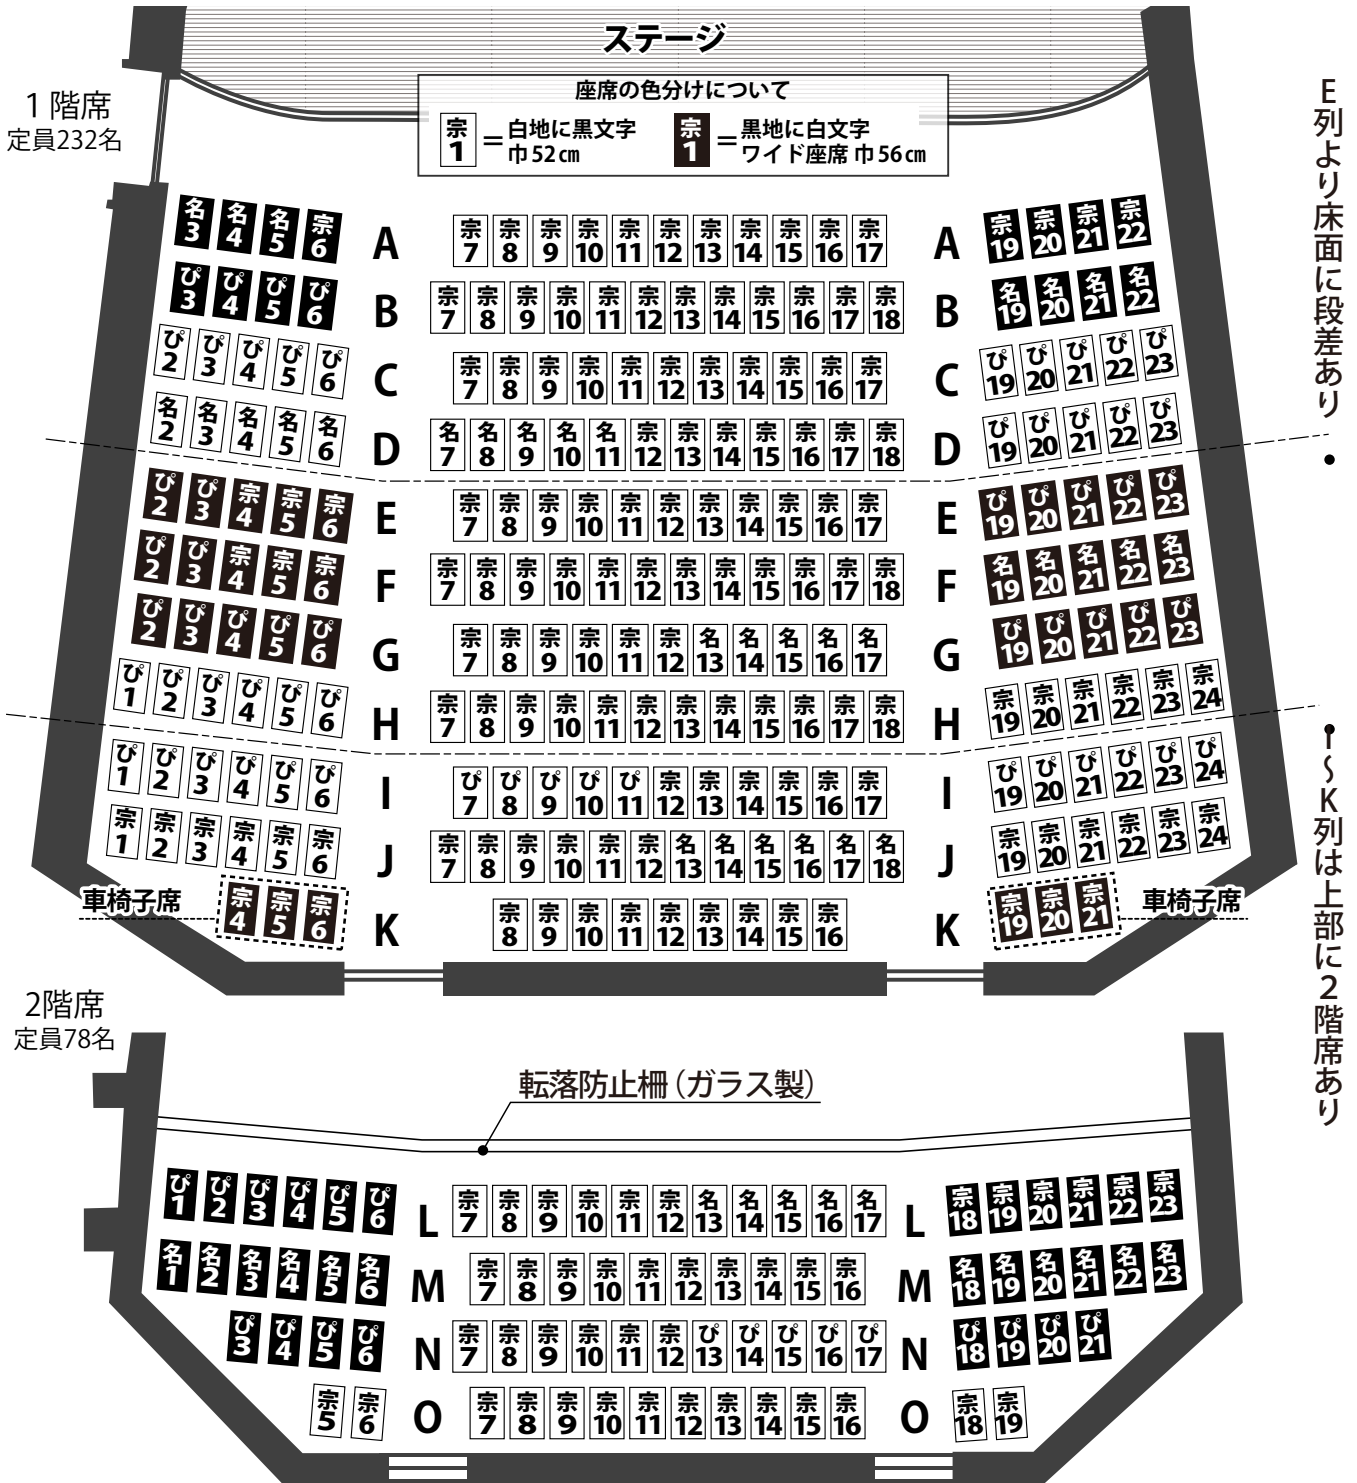 ステージ
座席の色分けについて
宗1 ＝ 白地に黒文字 巾52㎝
宗1 ＝ 黒地に白文字 ワイド座席 巾56㎝
1階席
定員232名
E列より床面に段差あり
名3 名4 名5 宗6 A 宗7 宗8 宗9 宗10 宗11 宗12 宗13 宗14 宗15 宗16 宗17 A 宗19 宗20 宗21 宗22
ぴ3 ぴ4 ぴ5 ぴ6 B 宗7 宗8 宗9 宗10 宗11 宗12 宗13 宗14 宗15 宗16 宗17 宗18 B 名19 名20 名21 名22
ぴ2 ぴ3 ぴ4 ぴ5 ぴ6 C 宗7 宗8 宗9 宗10 宗11 宗12 宗13 宗14 宗15 宗16 宗17 C ぴ19 ぴ20 ぴ21 ぴ22 ぴ23
名2 名3 名4 名5 名6 D 名7 名8 名9 名10 名11 宗12 宗13 宗14 宗15 宗16 宗17 宗18 D ぴ19 ぴ20 ぴ21 ぴ22 ぴ23
ぴ2 ぴ3 宗4 宗5 宗6 E 宗7 宗8 宗9 宗10 宗11 宗12 宗13 宗14 宗15 宗16 宗17 E ぴ19 ぴ20 ぴ21 ぴ22 ぴ23
ぴ2 ぴ3 宗4 宗5 宗6 F 宗7 宗8 宗9 宗10 宗11 宗12 宗13 宗14 宗15 宗16 宗17 宗18 F 名19 名20 名21 名22 名23
ぴ2 ぴ3 ぴ4 ぴ5 ぴ6 G 宗7 宗8 宗9 宗10 宗11 宗12 名13 名14 名15 名16 名17 G ぴ19 ぴ20 ぴ21 ぴ22 ぴ23
ぴ1 ぴ2 ぴ3 ぴ4 ぴ5 ぴ6 H 宗7 宗8 宗9 宗10 宗11 宗12 宗13 宗14 宗15 宗16 宗17 宗18 H 宗19 宗20 宗21 宗22 宗23 宗24
I〜K列は上部に2階席あり
ぴ1 ぴ2 ぴ3 ぴ4 ぴ5 ぴ6 I ぴ7 ぴ8 ぴ9 ぴ10 ぴ11 宗12 宗13 宗14 宗15 宗16 宗17 I ぴ19 ぴ20 ぴ21 ぴ22 ぴ23 ぴ24
宗1 宗2 宗3 宗4 宗5 宗6 J 宗7 宗8 宗9 宗10 宗11 宗12 名13 名14 名15 名16 名17 名18 J 宗19 宗20 宗21 宗22 宗23 宗24
車椅子席 宗4 宗5 宗6 K 宗8 宗9 宗10 宗11 宗12 宗13 宗14 宗15 宗16 K 宗19 宗20 宗21 車椅子席
2階席
定員78名
転落防止柵(ガラス製)
ぴ1 ぴ2 ぴ3 ぴ4 ぴ5 ぴ6 L 宗7 宗8 宗9 宗10 宗11 宗12 名13 名14 名15 名16 名17 L 宗18 宗19 宗20 宗21 宗22 宗23
名1 名2 名3 名4 名5 名6 M 宗7 宗8 宗9 宗10 宗11 宗12 宗13 宗14 宗15 宗16 M 名18 名19 名20 名21 名22 名23
ぴ3 ぴ4 ぴ5 ぴ6 N 宗7 宗8 宗9 宗10 宗11 宗12 ぴ13 ぴ14 ぴ15 ぴ16 ぴ17 N ぴ18 ぴ19 ぴ20 ぴ21
宗5 宗6 O 宗7 宗8 宗9 宗10 宗11 宗12 宗13 宗14 宗15 宗16 O 宗18 宗19